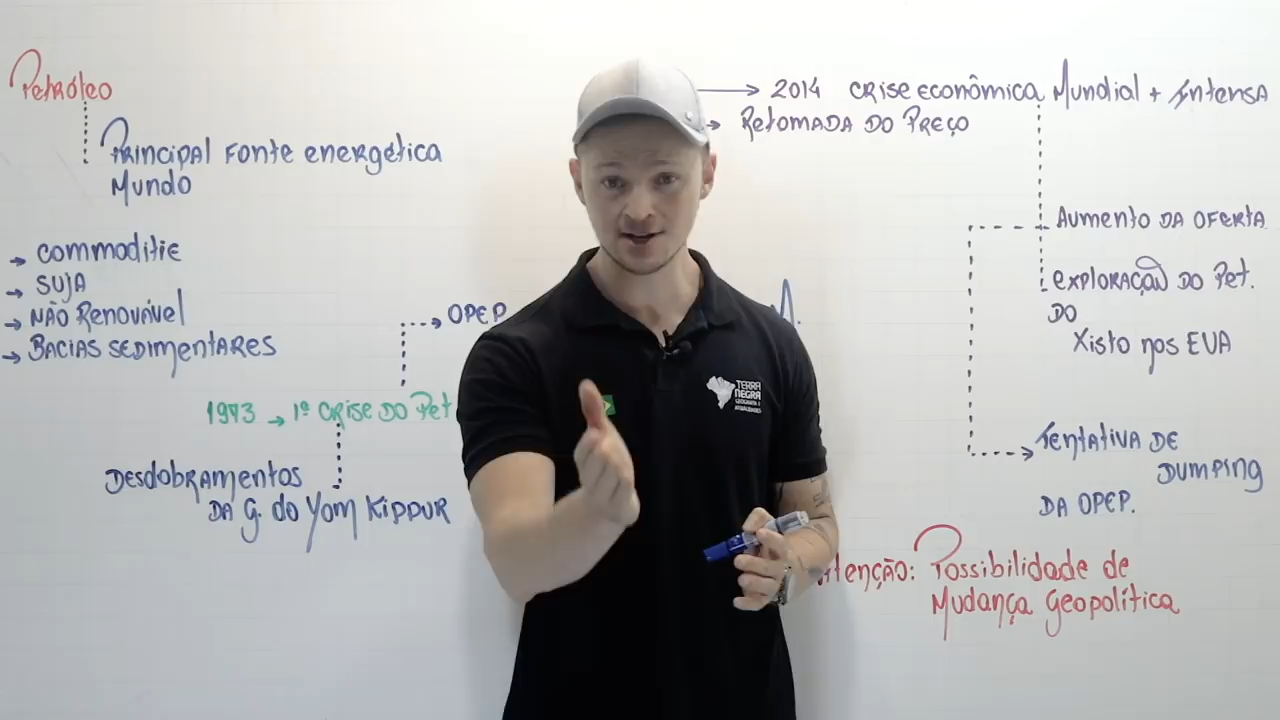 Petróleo
Principal Fonte energética
Mundo
→ commoditie
→ suja
→ Não Renovável
→ Bacias sedimentares
OPEP
1973 → 1ª Crise do Pet
Desdobramentos
da G. do Yom Kippur
→ 2014 crise econômica Mundial + Intensa
→ Retomada do Preço
Aumento da oferta
exploração do Pet.
do
Xisto nos EUA
Tentativa de
Dumping
da OPEP.
Possibilidade de
Mudança Geopolítica
TERRA
NEGRA
GEOGRAFIA E
ATUALIDADES